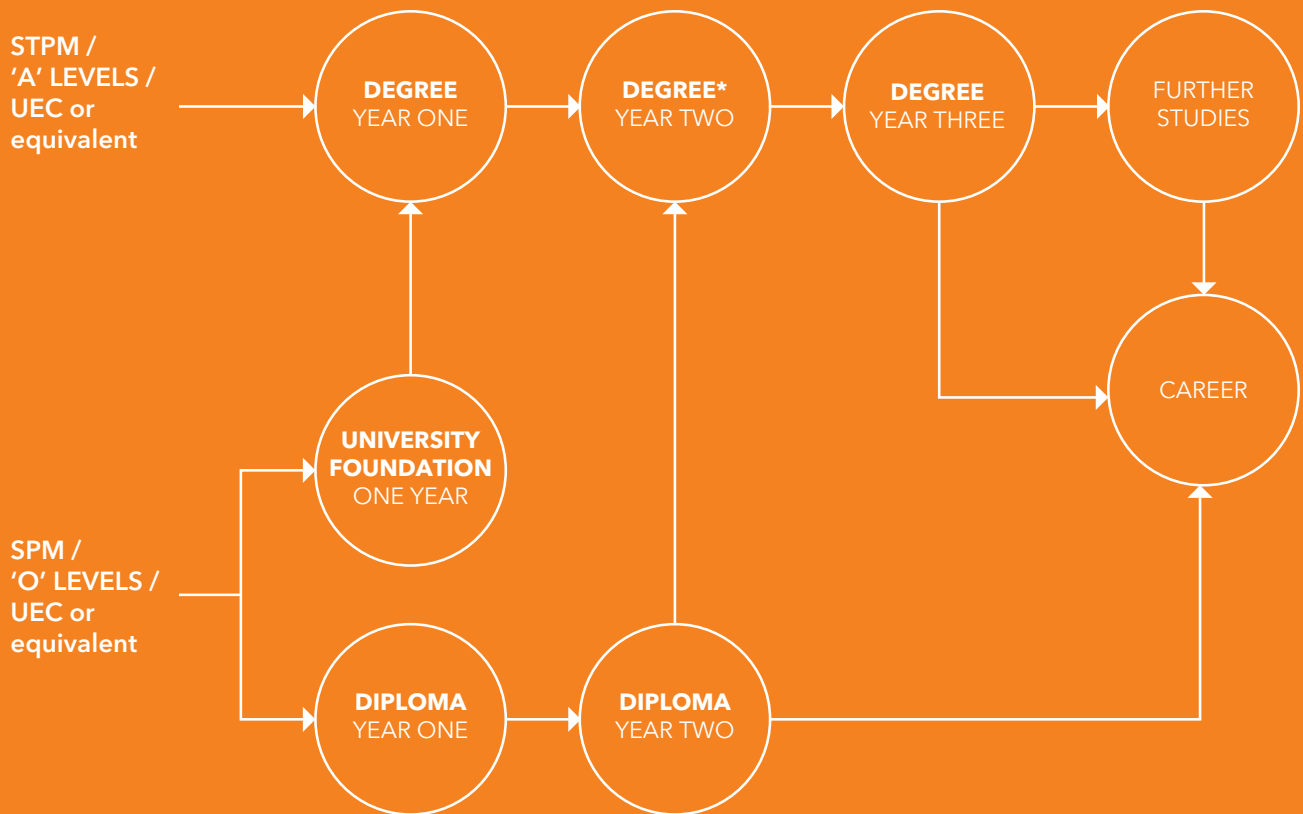 STPM /
‘A’ LEVELS /
UEC or
equivalent
DEGREE
YEAR ONE
DEGREE*
YEAR TWO
DEGREE
YEAR THREE
FURTHER
STUDIES
CAREER
UNIVERSITY
FOUNDATION
ONE YEAR
SPM /
‘O’ LEVELS /
UEC or
equivalent
DIPLOMA
YEAR ONE
DIPLOMA
YEAR TWO